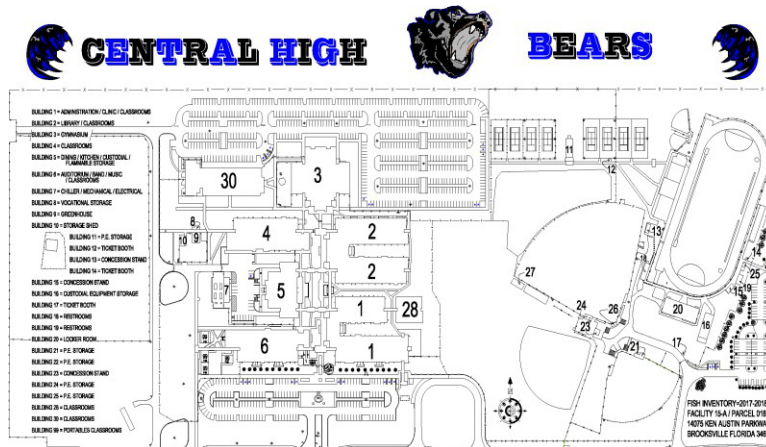 CENTRAL HIGH BEARS
BUILDING 1 = ADMINISTRATION / CLINIC / CLASSROOMS
BUILDING 2 = LIBRARY / CLASSROOMS
BUILDING 3 = GYMNASIUM
BUILDING 4 = CLASSROOMS
BUILDING 5 = DINING / KITCHEN / CUSTODIAL /
FLAMMABLE STORAGE
BUILDING 6 = AUDITORIUM / BAND / MUSIC
/ CLASSROOMS
BUILDING 7 = CHILLER / MECHANICAL / ELECTRICAL
BUILDING 8 = VOCATIONAL STORAGE
BUILDING 9 = GREENHOUSE
BUILDING 10 = STORAGE SHED
BUILDING 11 = P.E. STORAGE
BUILDING 12 = TICKET BOOTH
BUILDING 13 = CONCESSION STAND
BUILDING 14 = TICKET BOOTH
BUILDING 15 = CONCESSION STAND
BUILDING 16 = CUSTODIAL EQUIPMENT STORAGE
BUILDING 17 = TICKET BOOTH
BUILDING 18 = RESTROOMS
BUILDING 19 = RESTROOMS
BUILDING 20 = LOCKER ROOM
BUILDING 21 = P.E. STORAGE
BUILDING 22 = P.E. STORAGE
BUILDING 23 = CONCESSION STAND
BUILDING 24 = P.E. STORAGE
BUILDING 25 = P.E. STORAGE
BUILDING 28 = CLASSROOMS
BUILDING 30 = CLASSROOMS
BUILDING 99 = PORTABLES CLASSROOMS
30
3
11
12
8
9
4
2
2
13
14
25
27
7
5
1
28
24
23
26
20
15
19
16
6
1
21
17
N
FISH INVENTORY=2017-2018
FACILITY 15-A / PARCEL 018
14075 KEN AUSTIN PARKWA
BROOKSVILLE FLORIDA 346